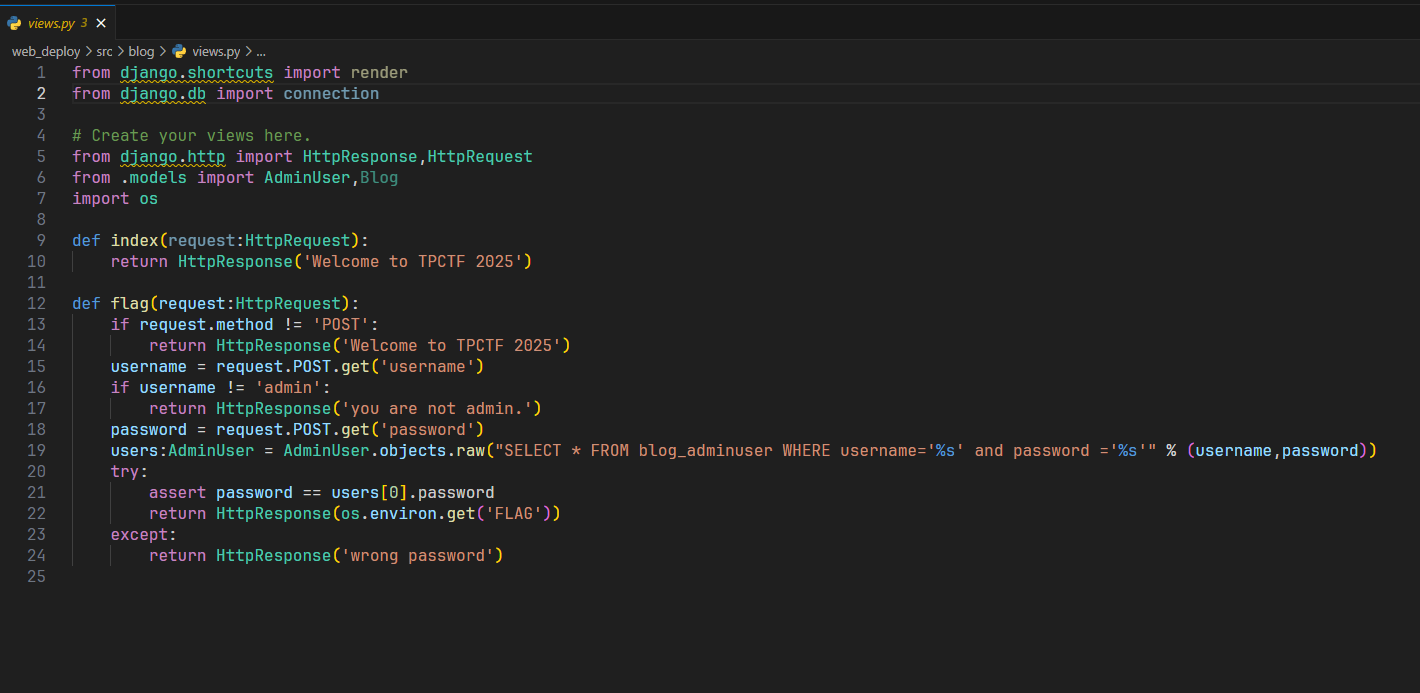 views.py 3 ×
web_deploy > src > blog > views.py > ...
1 from django.shortcuts import render
2 from django.db import connection
3
4 # Create your views here.
5 from django.http import HttpResponse,HttpRequest
6 from .models import AdminUser,Blog
7 import os
8
9 def index(request:HttpRequest):
10     return HttpResponse('Welcome to TPCTF 2025')
11
12 def flag(request:HttpRequest):
13     if request.method != 'POST':
14         return HttpResponse('Welcome to TPCTF 2025')
15     username = request.POST.get('username')
16     if username != 'admin':
17         return HttpResponse('you are not admin.')
18     password = request.POST.get('password')
19     users:AdminUser = AdminUser.objects.raw("SELECT * FROM blog_adminuser WHERE username='%s' and password ='%s'" % (username,password))
20     try:
21         assert password == users[0].password
22         return HttpResponse(os.environ.get('FLAG'))
23     except:
24         return HttpResponse('wrong password')
25